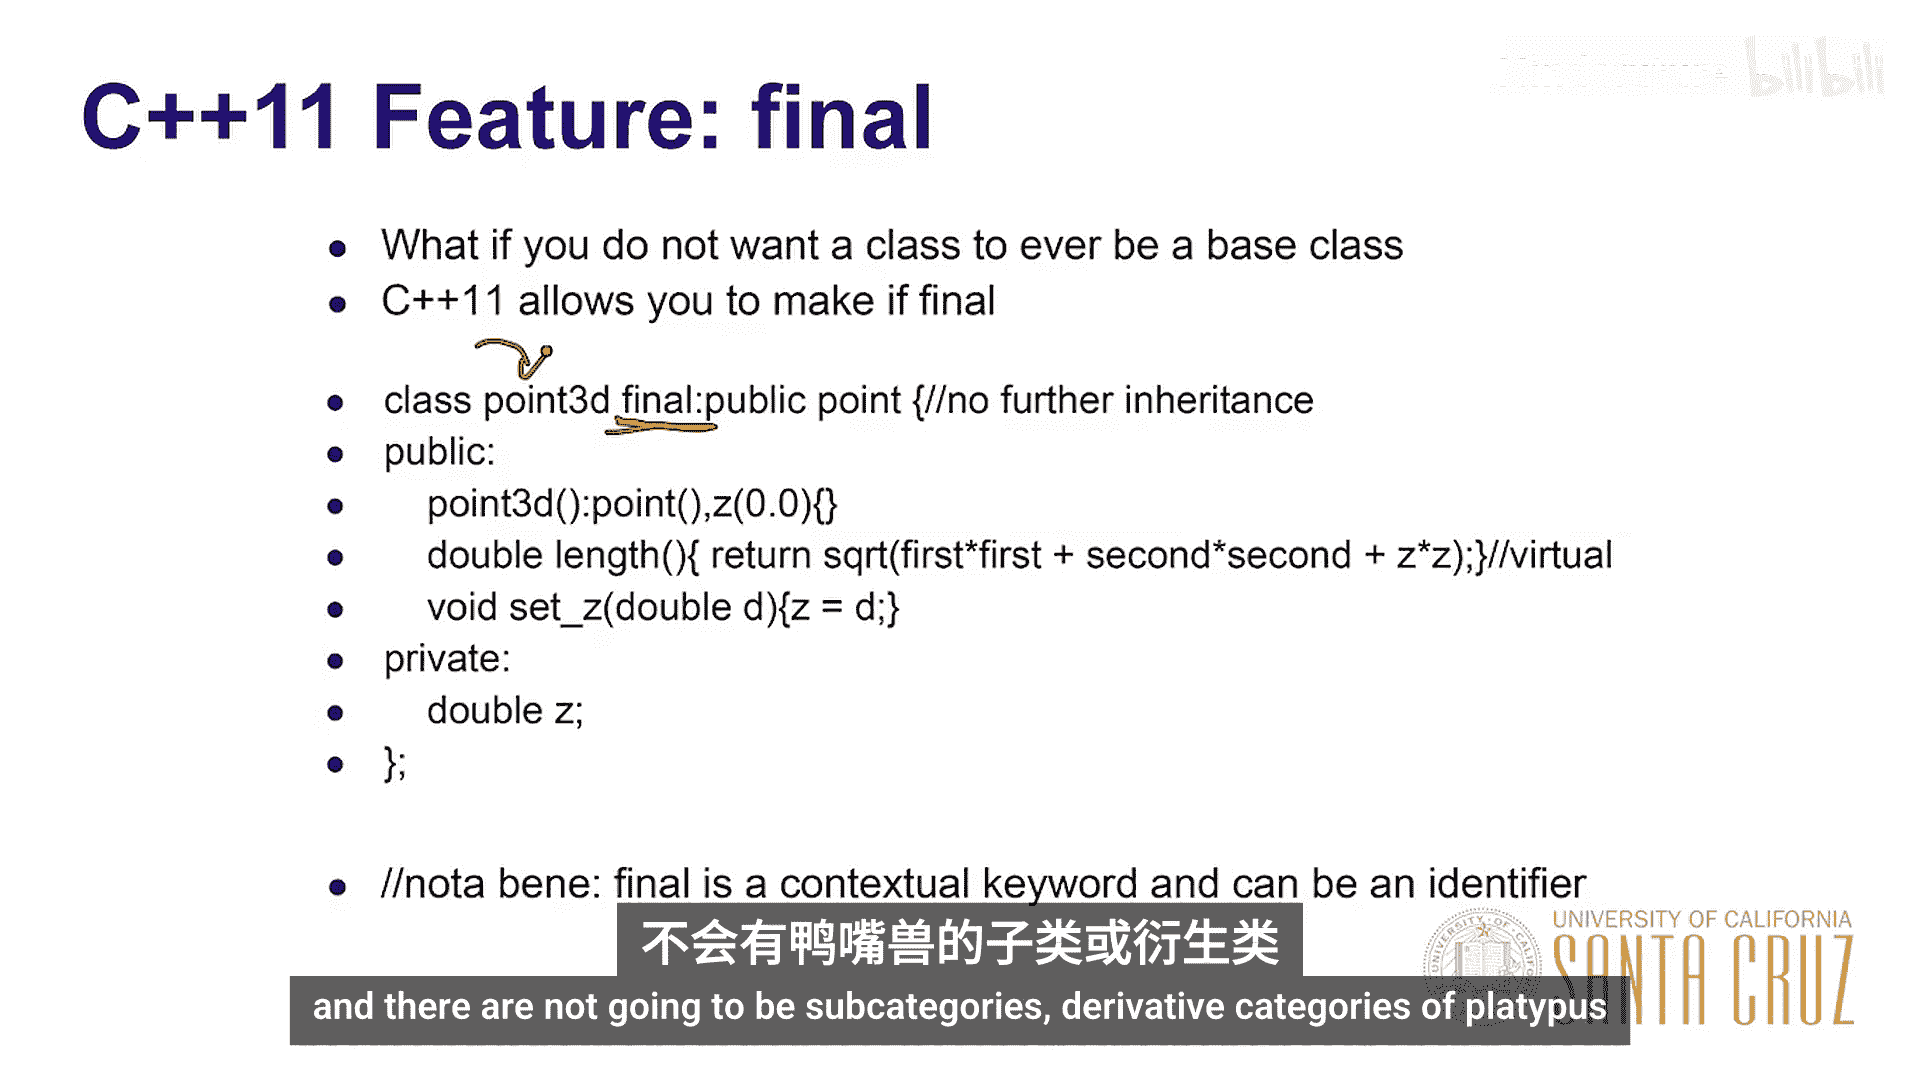 bilibili
C++11 Feature: final
● What if you do not want a class to ever be a base class
● C++11 allows you to make if final
● class point3d final:public point {//no further inheritance
● public:
● point3d():point(),z(0.0){}
● double length(){ return sqrt(first*first + second*second + z*z);}//virtual
● void set_z(double d){z = d;}
● private:
● double z;
● };
● //nota bene: final is a contextual keyword and can be an identifier
不会有鸭嘴兽的子类或衍生类
and there are not going to be subcategories, derivative categories of platypus
UNIVERSITY OF CALIFORNIA
SANTA CRUZ